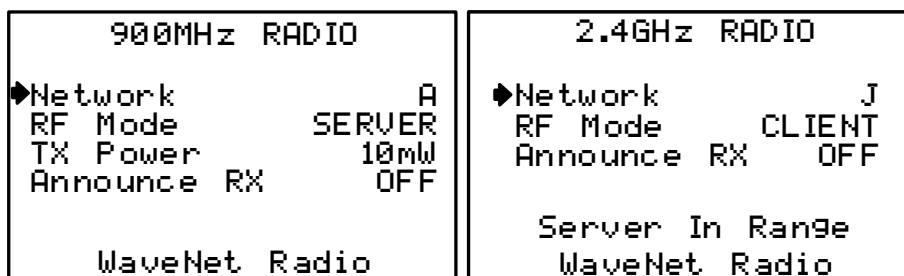 900MHz RADIO
Network A
RF Mode SERVER
TX Power 10mW
Announce RX OFF
WaveNet Radio
2.4GHz RADIO
Network J
RF Mode CLIENT
Announce RX OFF
Server In Range
WaveNet Radio